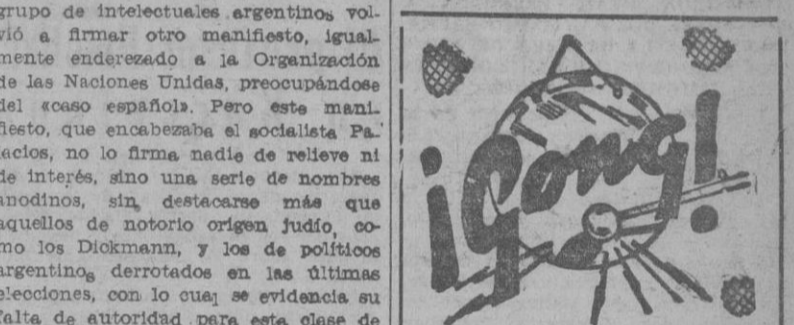 grupo de intelectuales argentinos vol-
vió a firmar otro manifiesto, igual-
mente enderezado a la Organización
de las Naciones Unidas, preocupándose
del «caso español». Pero este mani-
fiesto, que encabezaba el socialista Pa-
lacios, no lo firma nadie de relieve ni
de interés, sino una serie de nombres
anodinos, sin destacarse más que
aquellos de notorio origen judío, co-
mo los Dickmann, y los de políticos
argentinos derrotados en las últimas
elecciones, con lo cual se evidencia su
falta de autoridad para esta clase de
¡Gong!